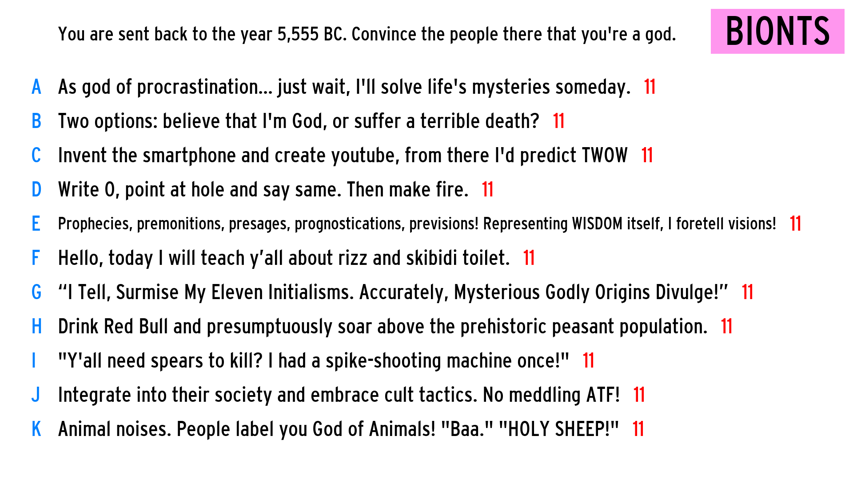 You are sent back to the year 5,555 BC. Convince the people there that you're a god.
BIONTS
A As god of procrastination... just wait, I'll solve life's mysteries someday. 11
B Two options: believe that I'm God, or suffer a terrible death? 11
C Invent the smartphone and create youtube, from there I'd predict TWOW 11
D Write O, point at hole and say same. Then make fire. 11
E Prophecies, premonitions, presages, prognostications, previsions! Representing WISDOM itself, I foretell visions! 11
F Hello, today I will teach y’all about rizz and skibidi toilet. 11
G “I Tell, Surmise My Eleven Initialisms. Accurately, Mysterious Godly Origins Divulge!” 11
H Drink Red Bull and presumptuously soar above the prehistoric peasant population. 11
I "Y'all need spears to kill? I had a spike-shooting machine once!" 11
J Integrate into their society and embrace cult tactics. No meddling ATF! 11
K Animal noises. People label you God of Animals! "Baa." "HOLY SHEEP!" 11